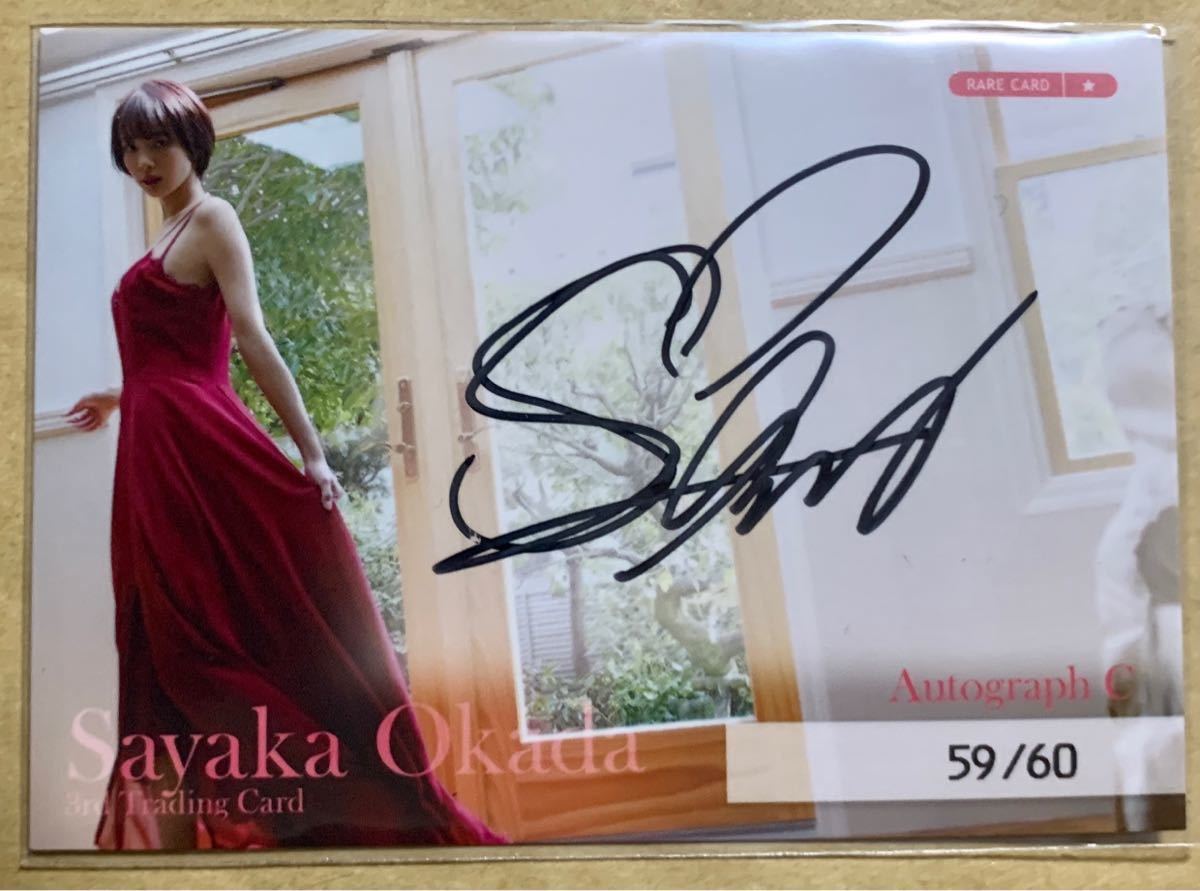 RARE CARD
Autograph C
59/60
Sayaka Okada
3rd Trading Card